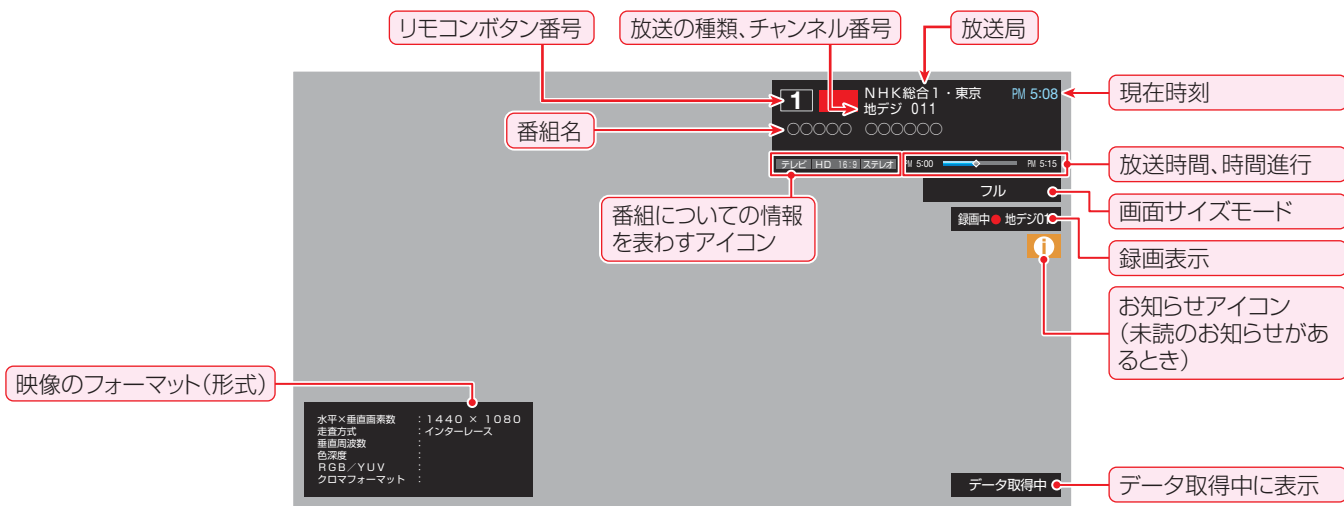 リモコンボタン番号
放送の種類、チャンネル番号
放送局
1
NHK総合1・東京
PM 5:08
現在時刻
地デジ 011
番組名
○○○○○ ○○○○○○
テレビ HD 16:9 ステレオ
PM 5:00
PM 5:15
放送時間、時間進行
フル
画面サイズモード
番組についての情報
を表わすアイコン
録画中●地デジ01
録画表示
i
お知らせアイコン
(未読のお知らせがあ
るとき)
映像のフォーマット(形式)
水平×垂直画素数 :1440 × 1080
走査方式 :インターレース
垂直周波数 :
色深度 :
RGB/YUV :
クロマフォーマット :
データ取得中
データ取得中に表示